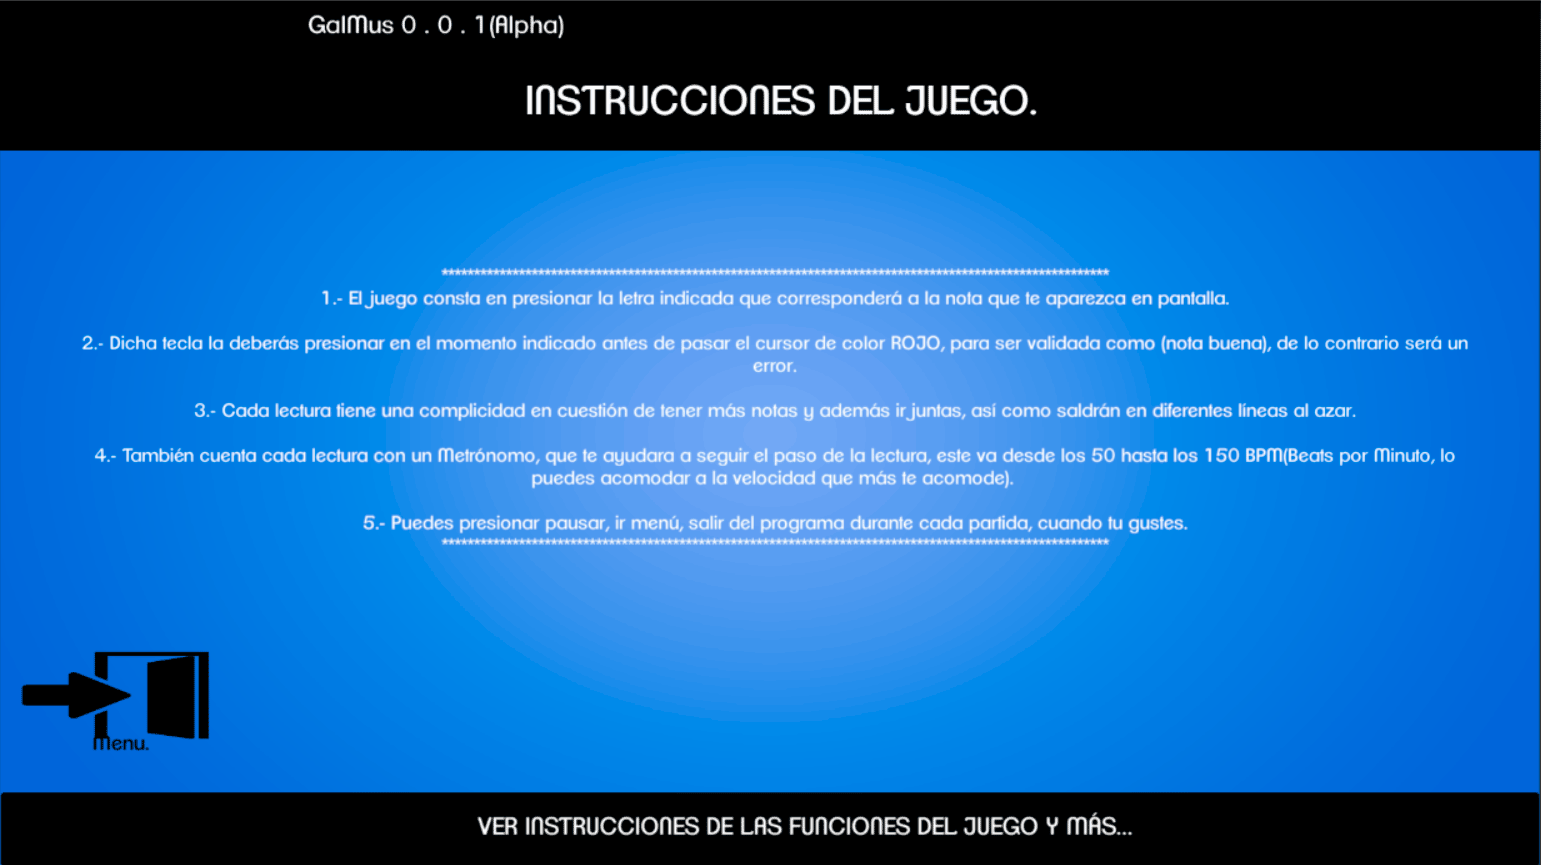 GalMus 0 . 0 . 1(Alpha)
INSTRUCCIONES DEL JUEGO.
*******************************************************************************************************
1.- El juego consta en presionar la letra indicada que corresponderá a la nota que te aparezca en pantalla.
2.- Dicha tecla la deberás presionar en el momento indicado antes de pasar el cursor de color ROJO, para ser validada como (nota buena), de lo contrario será un
error.
3.- Cada lectura tiene una complicidad en cuestión de tener más notas y además ir juntas, así como saldrán en diferentes líneas al azar.
4.- También cuenta cada lectura con un Metrónomo, que te ayudara a seguir el paso de la lectura, este va desde los 50 hasta los 150 BPM(Beats por Minuto, lo
puedes acomodar a la velocidad que más te acomode).
5.- Puedes presionar pausar, ir menú, salir del programa durante cada partida, cuando tu gustes.
*******************************************************************************************************
Menu.
VER INSTRUCCIONES DE LAS FUNCIONES DEL JUEGO Y MÁS...